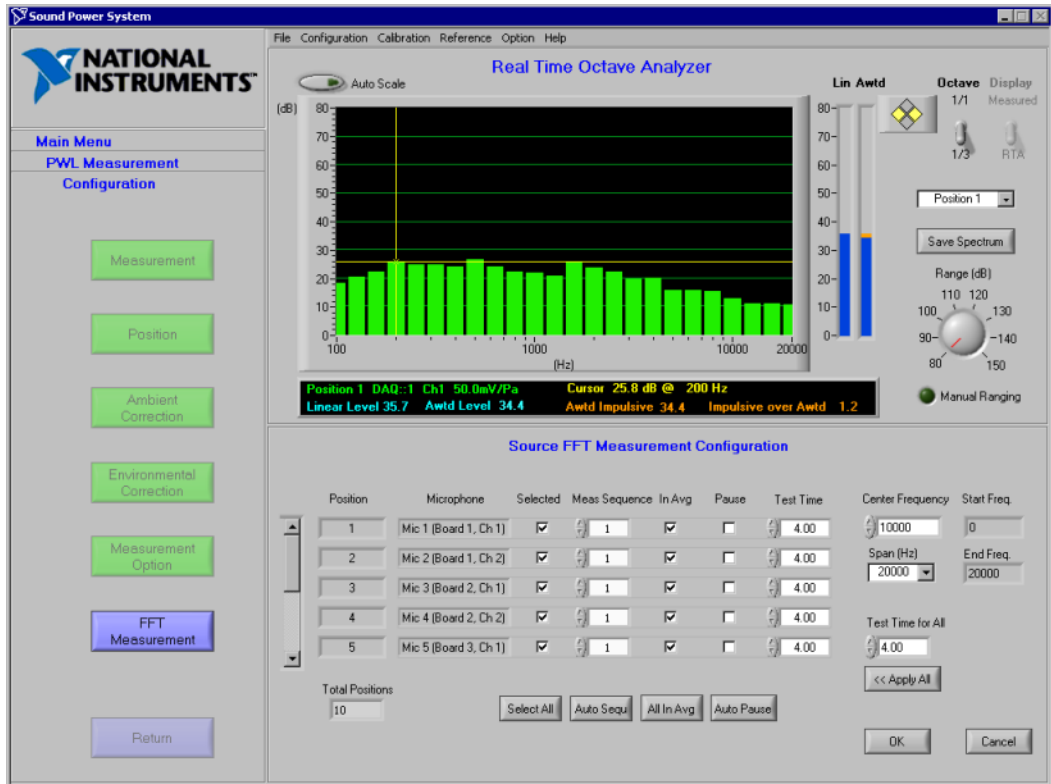 Sound Power System
NATIONAL
INSTRUMENTS™
Main Menu
PWL Measurement
Configuration
Measurement
Position
Ambient
Correction
Environmental
Correction
Measurement
Option
FFT
Measurement
Return
File Configuration Calibration Reference Option Help
Real Time Octave Analyzer
Auto Scale
(dB)
80
70
60
50
40
30
20
10
0
100 1000 10000 20000
(Hz)
Lin Awtd
80
70
60
50
40
30
20
10
0
Octave Display
1/1 Measured
1/3 RTA
Position 1
Save Spectrum
Range (dB)
110 120
100 130
90 140
80 150
Manual Ranging
Position 1 DAQ::1 Ch1 50.0mV/Pa Cursor 25.8 dB @ 200 Hz
Linear Level 35.7 Awtd Level 34.4 Awtd Impulsive 34.4 Impulsive over Awtd 1.2
Source FFT Measurement Configuration
Position Microphone Selected Meas Sequence In Avg Pause Test Time
1 Mic 1 (Board 1, Ch 1) 1 4.00
2 Mic 2 (Board 1, Ch 2) 1 4.00
3 Mic 3 (Board 2, Ch 1) 1 4.00
4 Mic 4 (Board 2, Ch 2) 1 4.00
5 Mic 5 (Board 3, Ch 1) 1 4.00
Total Positions
10
Select All Auto Sequ All In Avg Auto Pause
Center Frequency Start Freq.
10000 0
Span (Hz) End Freq.
20000 20000
Test Time for All
4.00
<< Apply All
OK Cancel